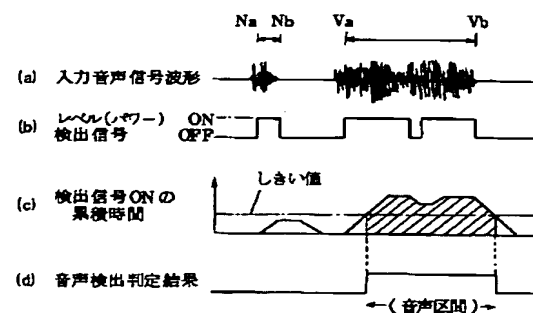 Na Nb Va Vb
(a) 入力音声信号波形
(b) レベル(パワー) ON
検出信号 OFF
しきい値
(c) 検出信号ONの
累積時間
(d) 音声検出判定結果
(音声区間)